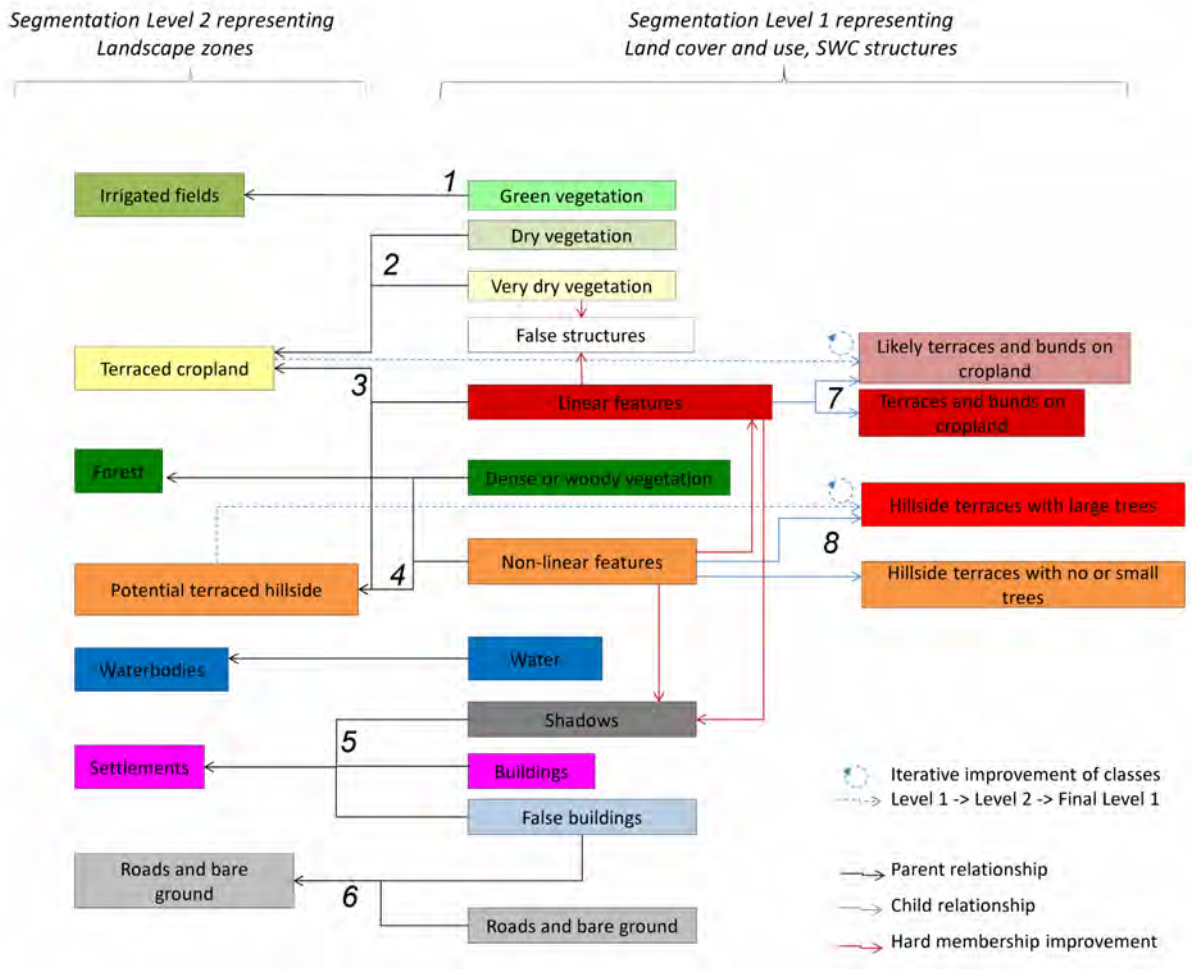 Segmentation Level 2 representing
Landscape zones
Segmentation Level 1 representing
Land cover and use, SWC structures
Irrigated fields
1
Green vegetation
Dry vegetation
2
Very dry vegetation
False structures
Terraced cropland
3
Likely terraces and bunds on
cropland
Linear features
7
Terraces and bunds on
cropland
Forest
Dense or woody vegetation
Hillside terraces with large trees
8
Potential terraced hillside
4
Non-linear features
Hillside terraces with no or small
trees
Waterbodies
Water
Shadows
5
Settlements
Buildings
False buildings
Iterative improvement of classes
Level 1 -> Level 2 -> Final Level 1
Roads and bare
ground
6
Roads and bare ground
Parent relationship
Child relationship
Hard membership improvement